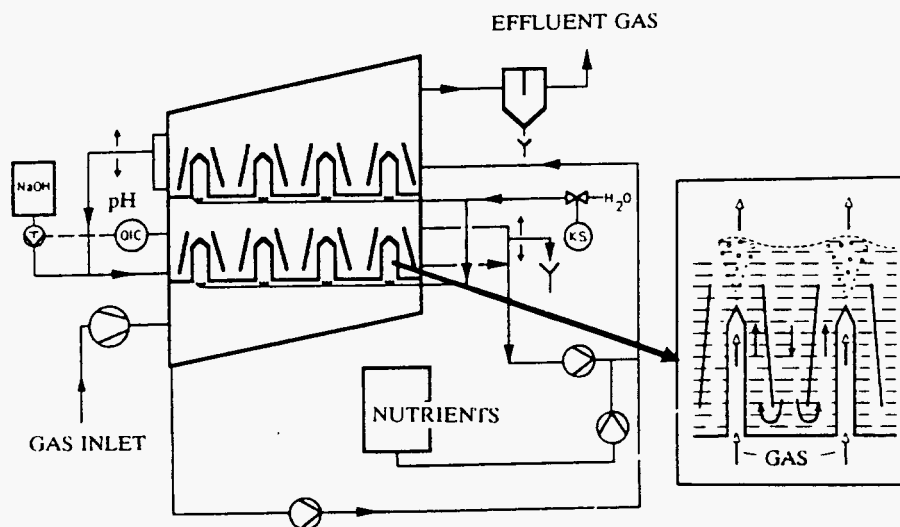 EFFLUENT GAS
NaOH
pH
QIC
H2O
KS
GAS INLET
NUTRIENTS
GAS